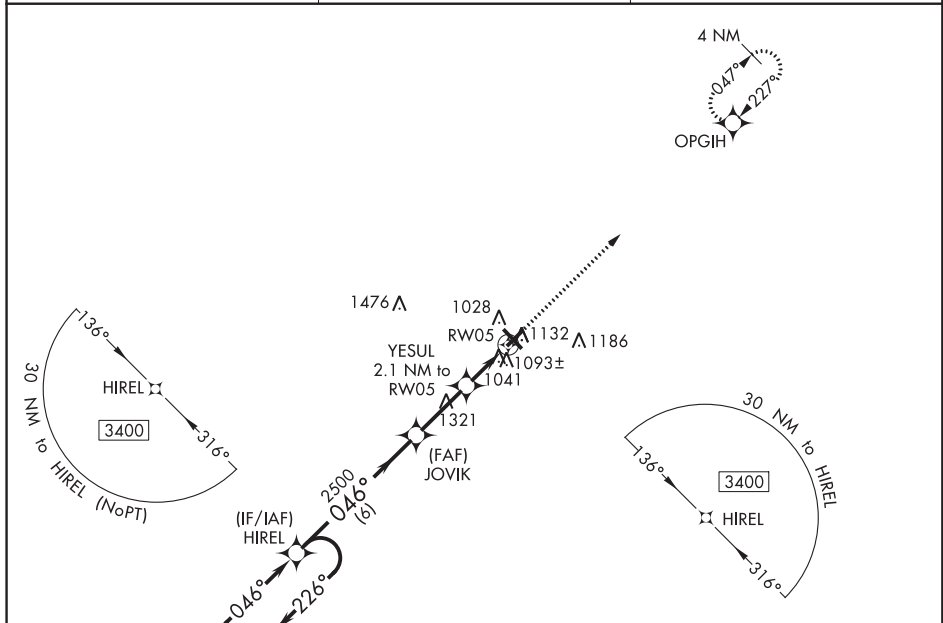 4 NM
047°
227°
OPGIH
1476
1028
RW05
1132
1186
YESUL
2.1 NM to
RW05
1093±
1041
1321
136°
HIREL
3400
316°
30 NM to HIREL (NoPT)
(FAF)
JOVIK
2500
046°
(6)
(IF/IAF)
HIREL
046°
226°
30 NM to HIREL
136°
3400
HIREL
316°